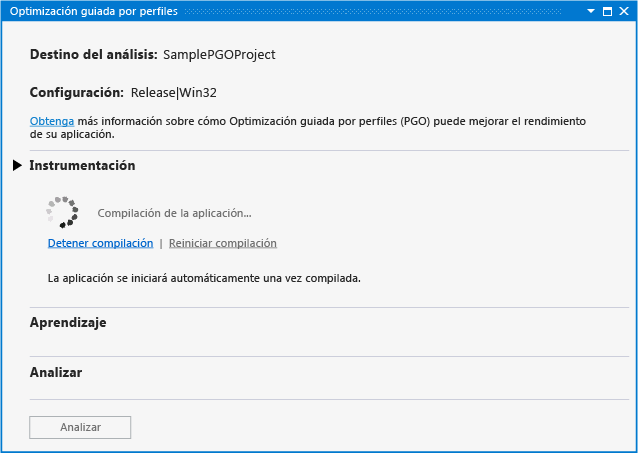 Optimización guiada por perfiles
Destino del análisis: SamplePGOProject
Configuración: Release|Win32
Obtenga más información sobre cómo Optimización guiada por perfiles (PGO) puede mejorar el rendimiento
de su aplicación.
Instrumentación
Compilación de la aplicación...
Detener compilación | Reiniciar compilación
La aplicación se iniciará automáticamente una vez compilada.
Aprendizaje
Analizar
Analizar